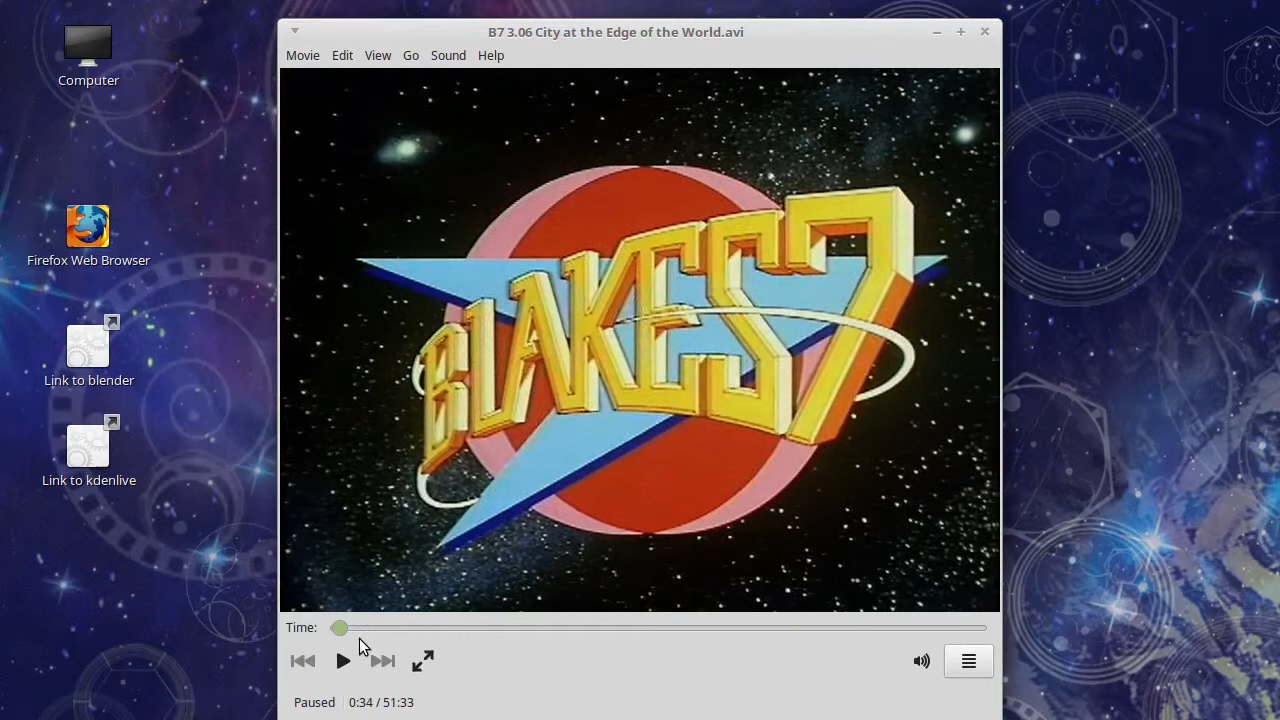 B7 3.06 City at the Edge of the World.avi
Movie Edit View Go Sound Help
Computer
Firefox Web Browser
Link to blender
Link to kdenlive
BLAKES 7
Time:
Paused 0:34 / 51:33